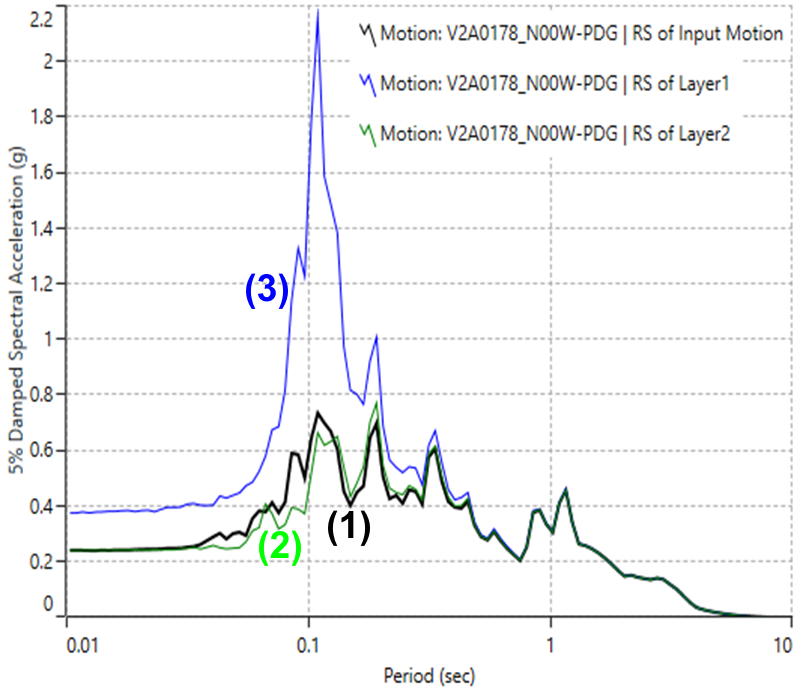 2.2
2
1.8
1.6
1.4
1.2
1
0.8
0.6
0.4
0.2
0
5% Damped Spectral Acceleration (g)
Motion: V2A0178_N00W-PDG | RS of Input Motion
Motion: V2A0178_N00W-PDG | RS of Layer1
Motion: V2A0178_N00W-PDG | RS of Layer2
(3)
(1)
(2)
0.01 0.1 1 10
Period (sec)